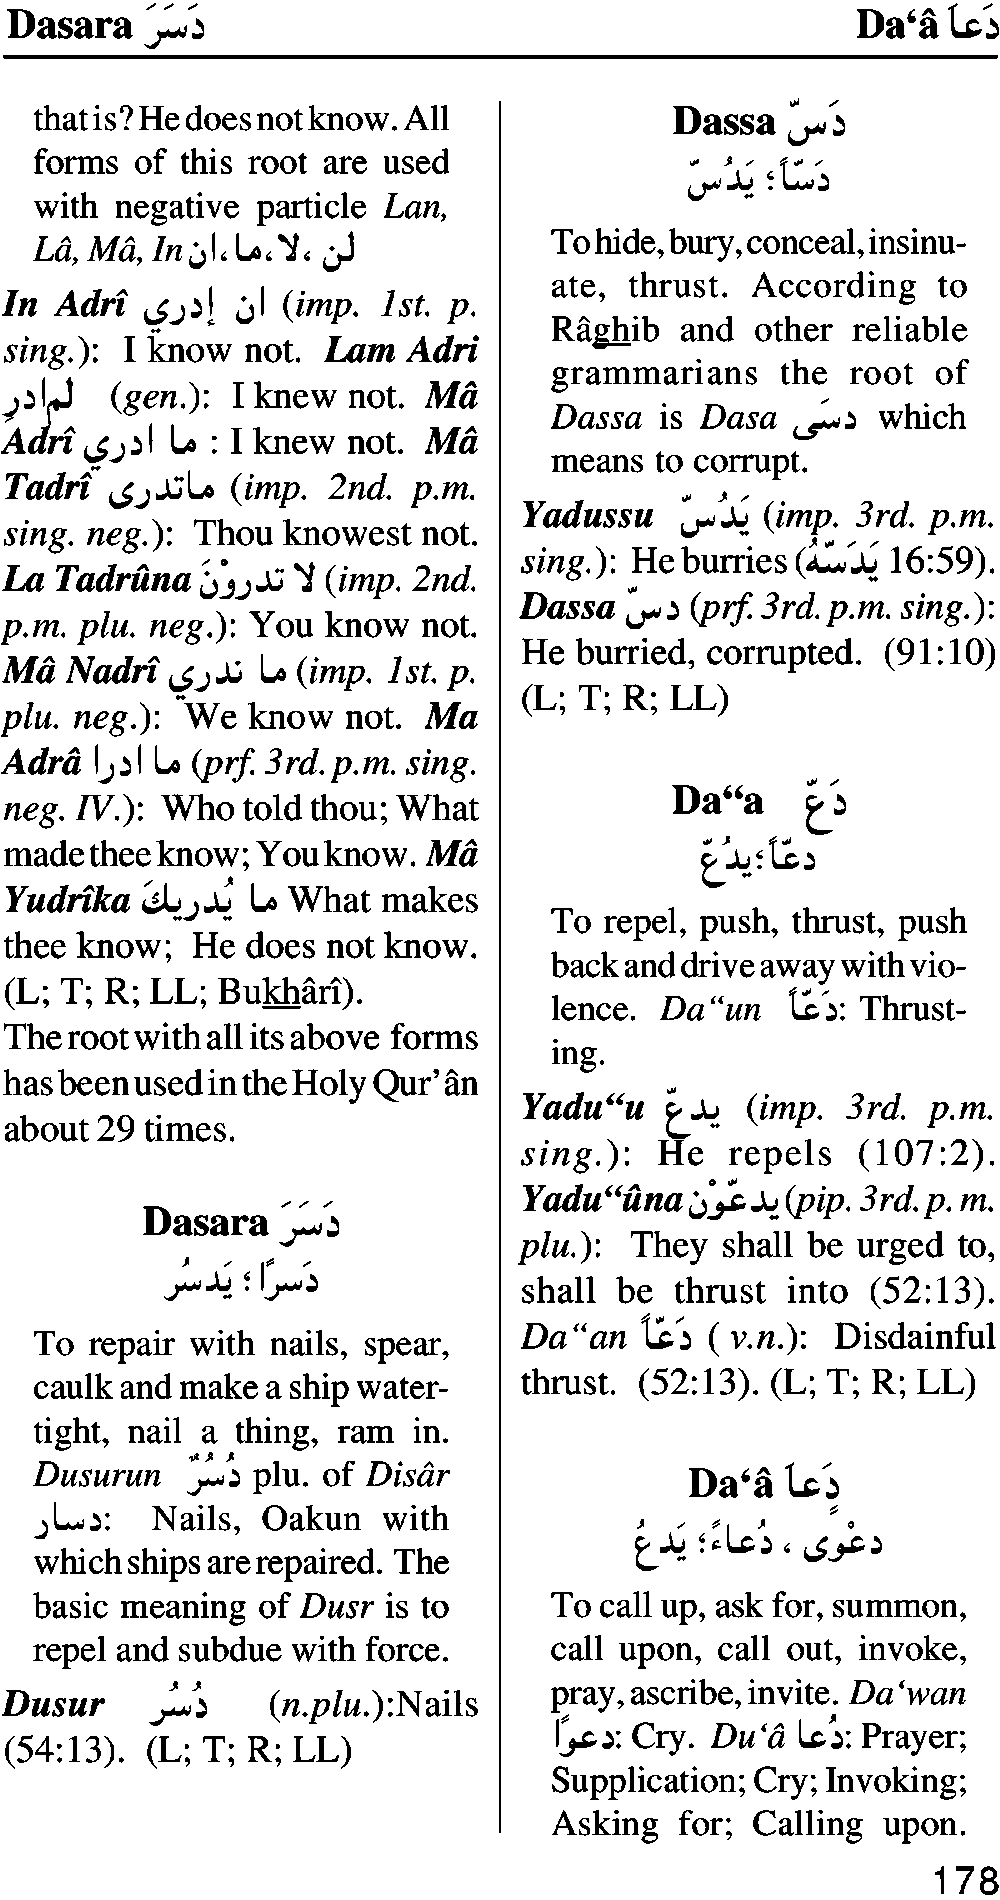 Dasara دَسَرَ
Da‘â دَعاَ
that is? He does not know. All
forms of this root are used
with negative particle Lan,
Lâ, Mâ, In لن ،لا،ما،ان
In Adrî ان إدري (imp. 1st. p.
sing.): I know not. Lam Adri
لم‌ادرِ (gen.): I knew not. Mâ
Adrî ما ادري : I knew not. Mâ
Tadrî ماتدرى (imp. 2nd. p.m.
sing. neg.): Thou knowest not.
La Tadrûna لا تدروْنَ (imp. 2nd.
p.m. plu. neg.): You know not.
Mâ Nadrî ما ندري (imp. 1st. p.
plu. neg.): We know not. Ma
Adrâ ما ادرا (prf. 3rd. p.m. sing.
neg. IV.): Who told thou; What
made thee know; You know. Mâ
Yudrîka ما يُدريكَ What makes
thee know; He does not know.
(L; T; R; LL; Bukhârî).
The root with all its above forms
has been used in the Holy Qur’ân
about 29 times.
Dasara دَسَرَ
دَسرًا ؛ يَدسُر
To repair with nails, spear,
caulk and make a ship water-
tight, nail a thing, ram in.
Dusurun دُسُرٌ plu. of Disâr
دسار: Nails, Oakun with
which ships are repaired. The
basic meaning of Dusr is to
repel and subdue with force.
Dusur دُسُر (n.plu.):Nails
(54:13). (L; T; R; LL)
Dassa دَسّ
دَسّاً؛ يَدُسّ
To hide, bury, conceal, insinu-
ate, thrust. According to
Râghib and other reliable
grammarians the root of
Dassa is Dasa دسَى which
means to corrupt.
Yadussu يَدُسّ (imp. 3rd. p.m.
sing.): He burries (يَدَسّهُ 16:59).
Dassa دسّ (prf. 3rd. p.m. sing.):
He burried, corrupted. (91:10)
(L; T; R; LL)
Da“a دَعّ
دعّاً؛يدُعّ
To repel, push, thrust, push
back and drive away with vio-
lence. Da“un دَعّاً: Thrust-
ing.
Yadu“u يدعّ (imp. 3rd. p.m.
sing.): He repels (107:2).
Yadu“ûna يدعّوْن (pip. 3rd. p. m.
plu.): They shall be urged to,
shall be thrust into (52:13).
Da“an دَعّاً ( v.n.): Disdainful
thrust. (52:13). (L; T; R; LL)
Da‘â دَعاَ
دعْوٍى ، دُعاءً؛ يَدعُ
To call up, ask for, summon,
call upon, call out, invoke,
pray, ascribe, invite. Da‘wan
دعوًا: Cry. Du‘â دُعا: Prayer;
Supplication; Cry; Invoking;
Asking for; Calling upon.
178